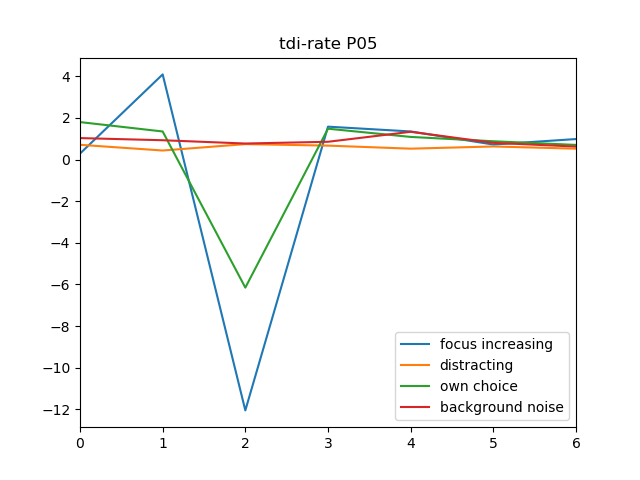 tdi-rate P05
4
2
0
−2
−4
−6
−8
−10
−12
focus increasing
distracting
own choice
background noise
0 1 2 3 4 5 6